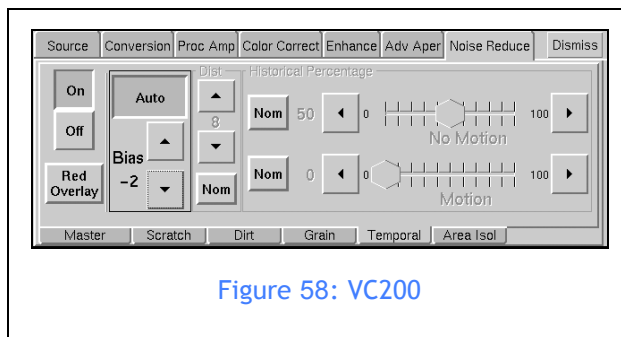 Source Conversion Proc Amp Color Correct Enhance Adv Aper Noise Reduce Dismiss
Dist Historical Percentage
On Auto Nom 50 0 100
8
Off No Motion
Bias
Red Overlay -2 Nom Nom 0 0 100
Motion
Master Scratch Dirt Grain Temporal Area Isol
Figure 58: VC200